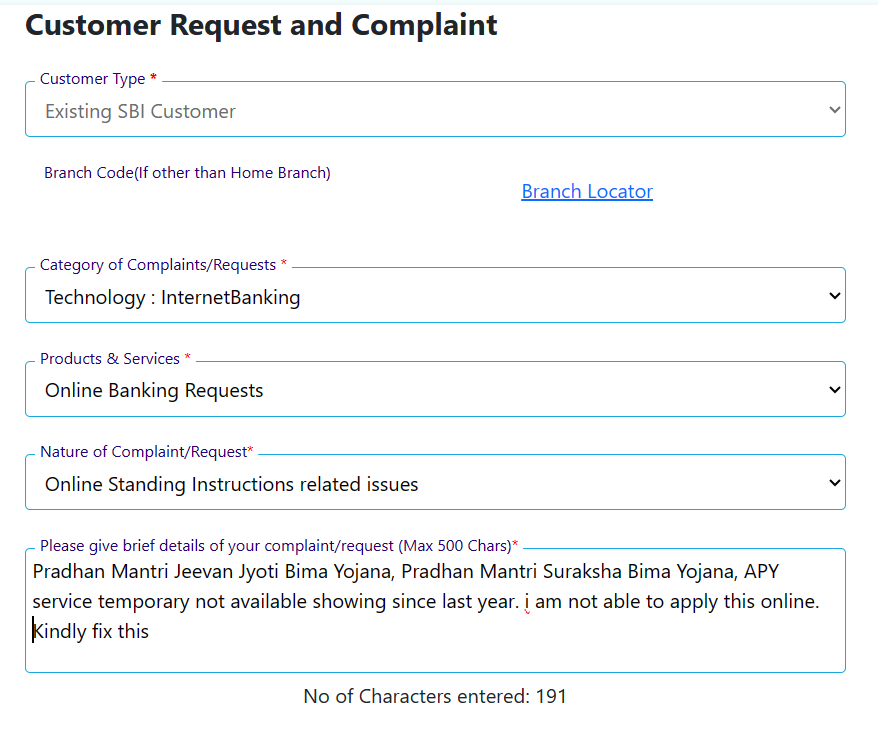 Customer Request and Complaint
Customer Type *
Existing SBI Customer
Branch Code(If other than Home Branch)
Branch Locator
Category of Complaints/Requests *
Technology : InternetBanking
Products & Services *
Online Banking Requests
Nature of Complaint/Request*
Online Standing Instructions related issues
Please give brief details of your complaint/request (Max 500 Chars)*
Pradhan Mantri Jeevan Jyoti Bima Yojana, Pradhan Mantri Suraksha Bima Yojana, APY
service temporary not available showing since last year. i am not able to apply this online.
Kindly fix this
No of Characters entered: 191